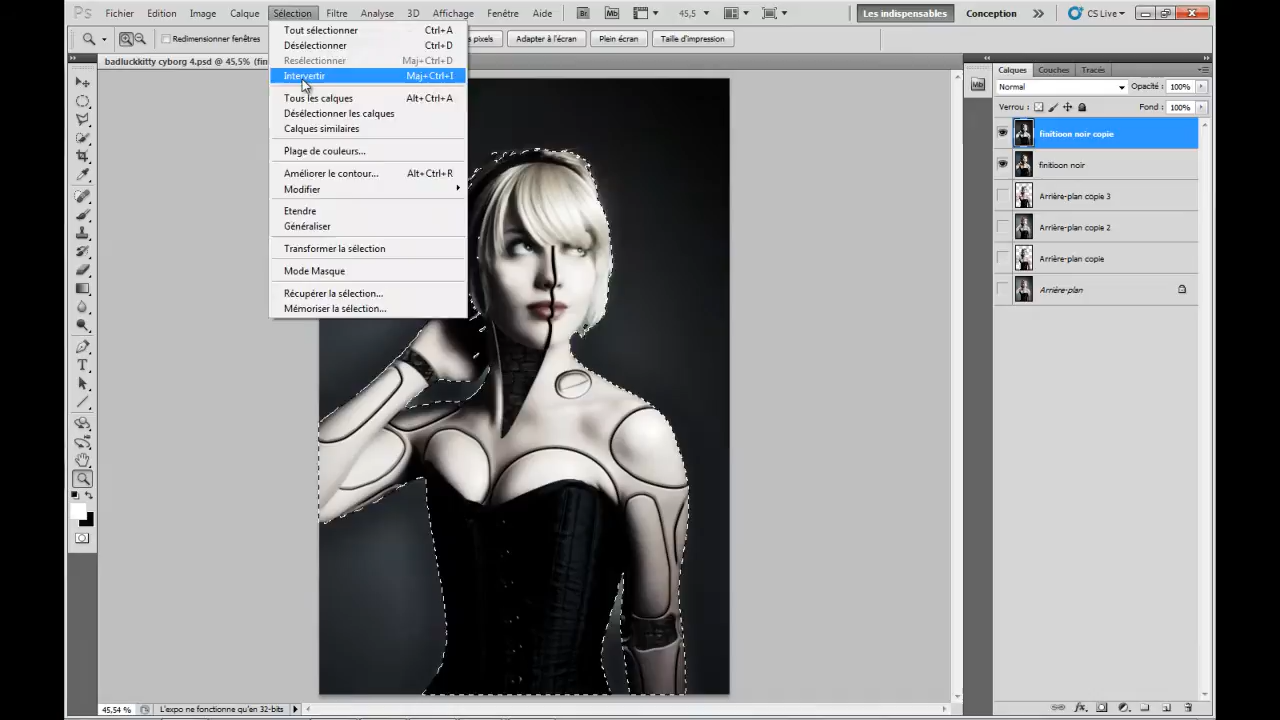 Ps Fichier Edition Image Calque Sélection Filtre Analyse 3D Affichage Fenêtre Aide Br Mb 45,5 Les indispensables Conception CS Live
Redimensionner fenêtres
pixels Adapter à l'écran Plein écran Taille d'impression
badluckkitty cyborg 4.psd @ 45,5% (fin
Tout sélectionner Ctrl+A
Désélectionner Ctrl+D
Resélectionner Maj+Ctrl+D
Intervertir Maj+Ctrl+I
Tous les calques Alt+Ctrl+A
Désélectionner les calques
Calques similaires
Plage de couleurs...
Améliorer le contour... Alt+Ctrl+R
Modifier
Etendre
Généraliser
Transformer la sélection
Mode Masque
Récupérer la sélection...
Mémoriser la sélection...
Mb
Calques Couches Tracés
Normal Opacité : 100%
Verrou : Fond : 100%
finitioon noir copie
finitioon noir
Arrière-plan copie 3
Arrière-plan copie 2
Arrière-plan copie
Arrière-plan
45,54 % L'expo ne fonctionne qu'en 32-bits